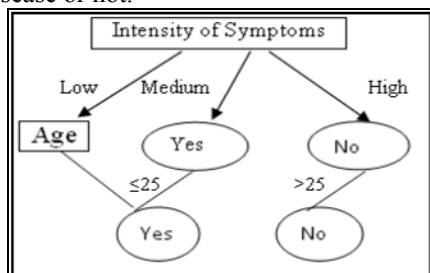 sease or not.
Intensity of Symptoms
Low Medium High
Age Yes No
≤25 >25
Yes No